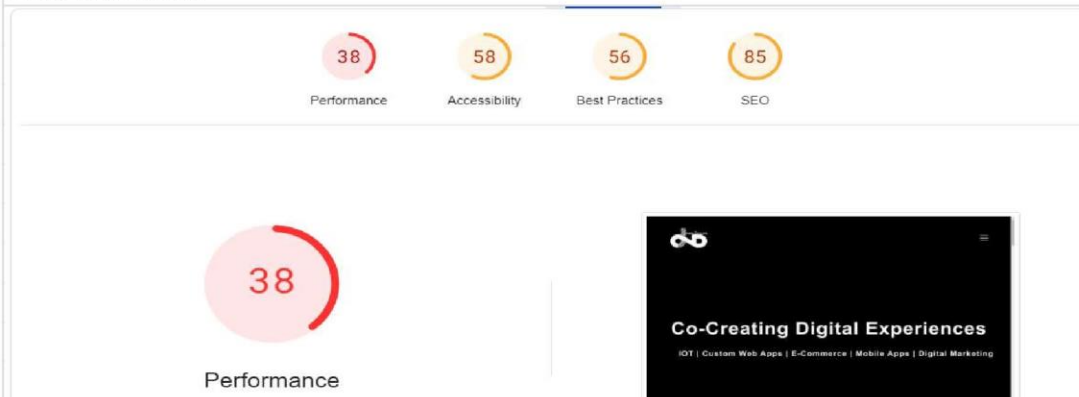 38 58 56 85
Performance Accessibility Best Practices SEO
38
Performance
Co-Creating Digital Experiences
IOT | Custom Web Apps | E-Commerce | Mobile Apps | Digital Marketing